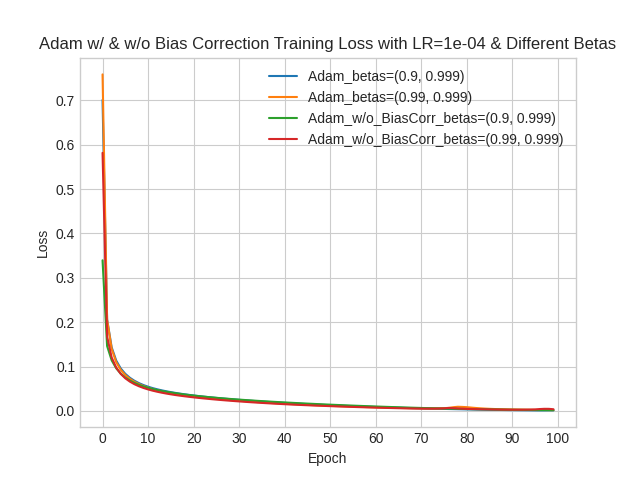 Adam w/ & w/o Bias Correction Training Loss with LR=1e-04 & Different Betas
Adam_betas=(0.9, 0.999)
Adam_betas=(0.99, 0.999)
Adam_w/o_BiasCorr_betas=(0.9, 0.999)
Adam_w/o_BiasCorr_betas=(0.99, 0.999)
Loss
0.7
0.6
0.5
0.4
0.3
0.2
0.1
0.0
0 10 20 30 40 50 60 70 80 90 100
Epoch